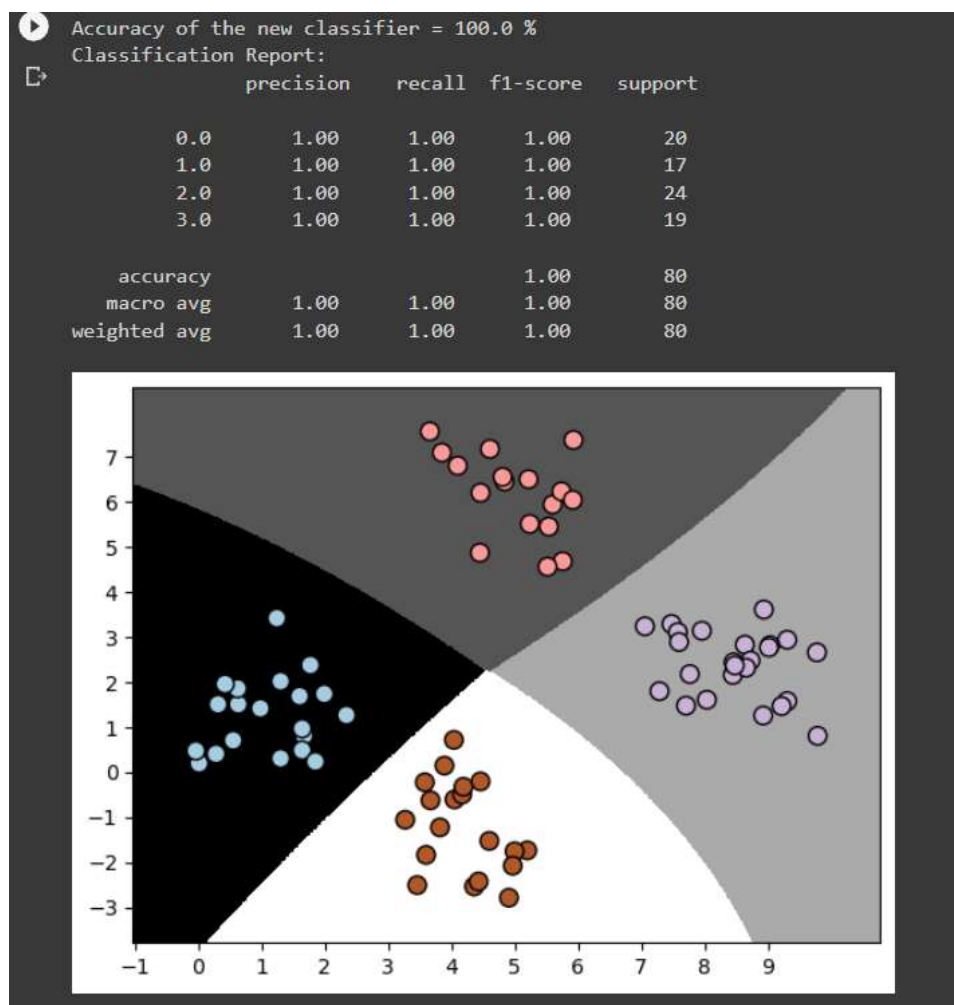 Accuracy of the new classifier = 100.0 %
Classification Report:
precision recall f1-score support
0.0 1.00 1.00 1.00 20
1.0 1.00 1.00 1.00 17
2.0 1.00 1.00 1.00 24
3.0 1.00 1.00 1.00 19
accuracy 1.00 80
macro avg 1.00 1.00 1.00 80
weighted avg 1.00 1.00 1.00 80
7
6
5
4
3
2
1
0
−1
−2
−3
−1 0 1 2 3 4 5 6 7 8 9